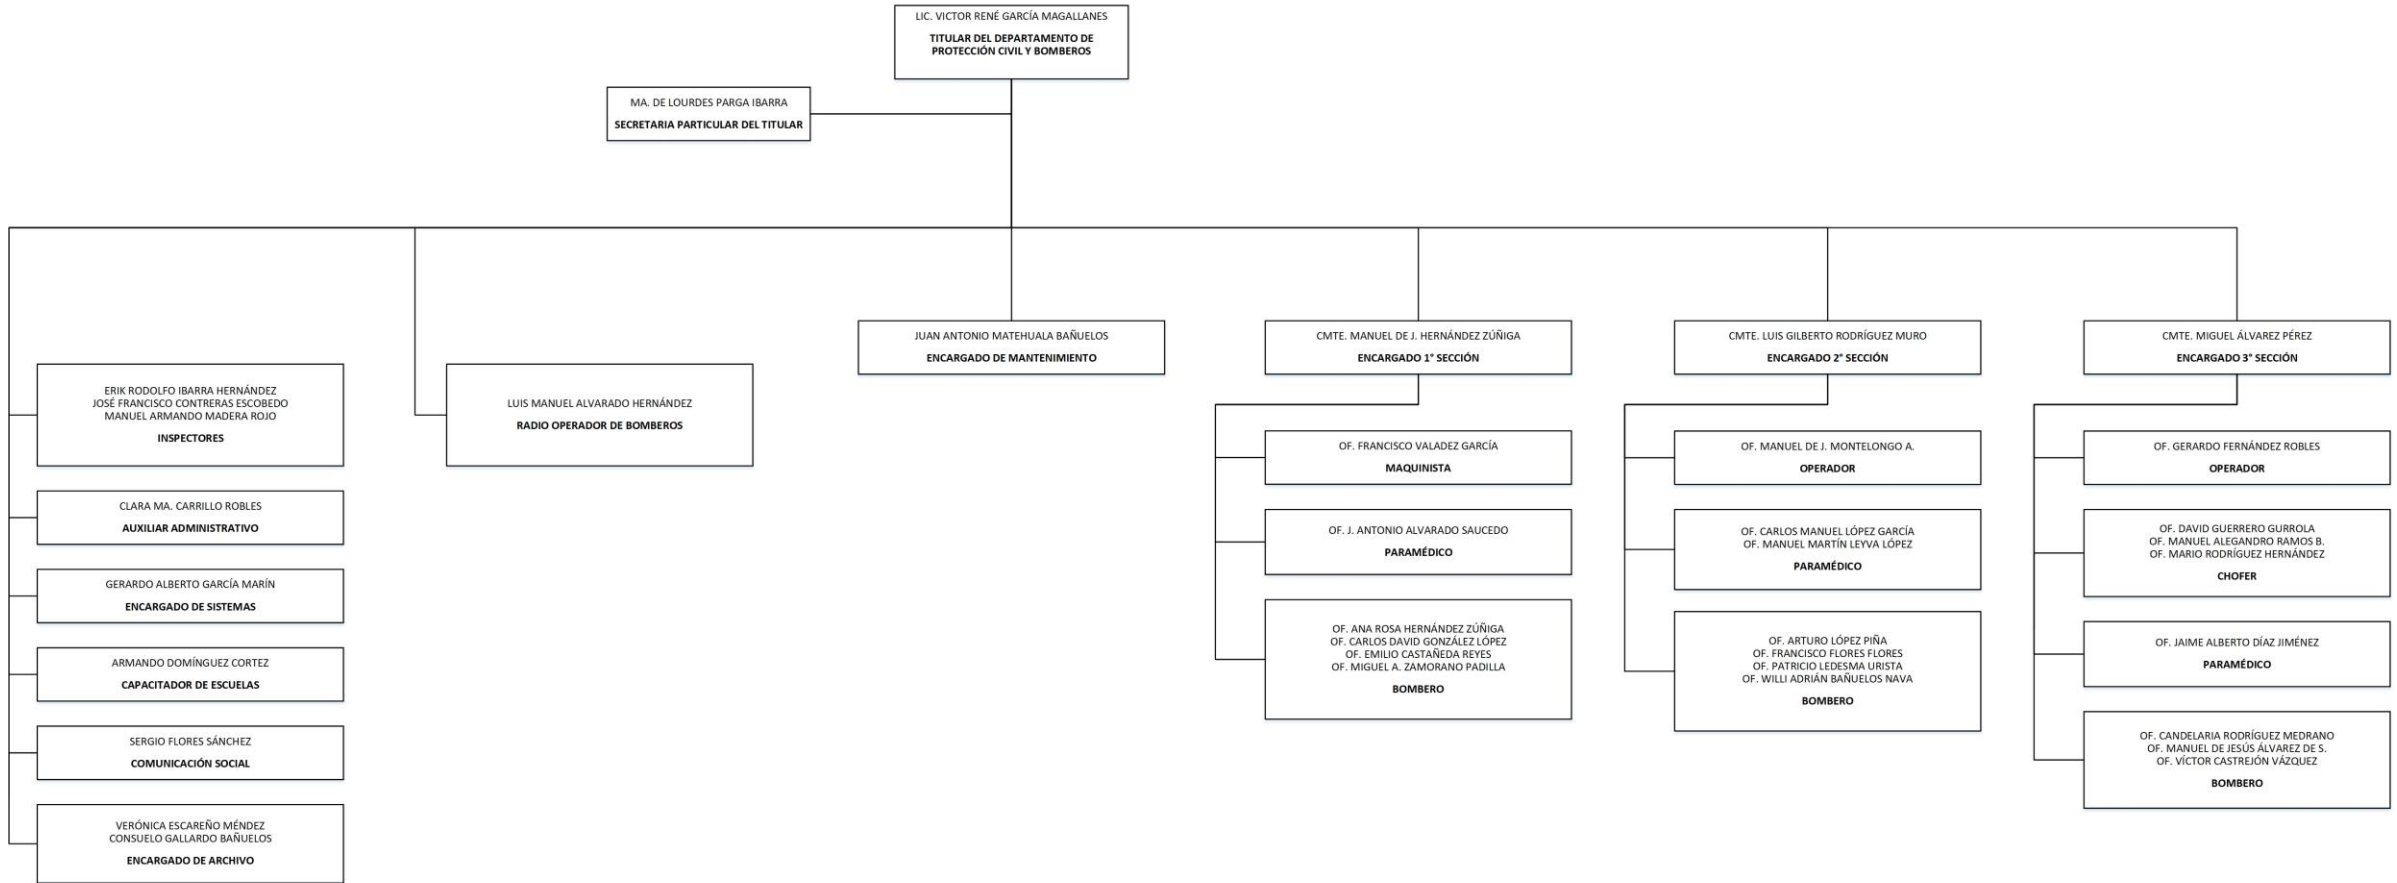 LIC. VICTOR RENÉ GARCÍA MAGALLANES
TITULAR DEL DEPARTAMENTO DE
PROTECCIÓN CIVIL Y BOMBEROS
MA. DE LOURDES PARGA IBARRA
SECRETARIA PARTICULAR DEL TITULAR
ERIK RODOLFO IBARRA HERNÁNDEZ
JOSÉ FRANCISCO CONTRERAS ESCOBEDO
MANUEL ARMANDO MADERA ROJO
INSPECTORES
CLARA MA. CARRILLO ROBLES
AUXILIAR ADMINISTRATIVO
GERARDO ALBERTO GARCÍA MARÍN
ENCARGADO DE SISTEMAS
ARMANDO DOMÍNGUEZ CORTEZ
CAPACITADOR DE ESCUELAS
SERGIO FLORES SÁNCHEZ
COMUNICACIÓN SOCIAL
VERÓNICA ESCAREÑO MÉNDEZ
CONSUELO GALLARDO BAÑUELOS
ENCARGADO DE ARCHIVO
LUIS MANUEL ALVARADO HERNÁNDEZ
RADIO OPERADOR DE BOMBEROS
JUAN ANTONIO MATEHUALA BAÑUELOS
ENCARGADO DE MANTENIMIENTO
CMTE. MANUEL DE J. HERNÁNDEZ ZÚÑIGA
ENCARGADO 1° SECCIÓN
OF. FRANCISCO VALADEZ GARCÍA
MAQUINISTA
OF. J. ANTONIO ALVARADO SAUCEDO
PARAMÉDICO
OF. ANA ROSA HERNÁNDEZ ZÚÑIGA
OF. CARLOS DAVID GONZÁLEZ LÓPEZ
OF. EMILIO CASTAÑEDA REYES
OF. MIGUEL A. ZAMORANO PADILLA
BOMBERO
CMTE. LUIS GILBERTO RODRÍGUEZ MURO
ENCARGADO 2° SECCIÓN
OF. MANUEL DE J. MONTELONGO A.
OPERADOR
OF. CARLOS MANUEL LÓPEZ GARCÍA
OF. MANUEL MARTÍN LEYVA LÓPEZ
PARAMÉDICO
OF. ARTURO LÓPEZ PIÑA
OF. FRANCISCO FLORES FLORES
OF. PATRICIO LEDESMA URISTA
OF. WILLI ADRIÁN BAÑUELOS NAVA
BOMBERO
CMTE. MIGUEL ÁLVAREZ PÉREZ
ENCARGADO 3° SECCIÓN
OF. GERARDO FERNÁNDEZ ROBLES
OPERADOR
OF. DAVID GUERRERO GURROLA
OF. MANUEL ALEGANDRO RAMOS B.
OF. MARIO RODRÍGUEZ HERNÁNDEZ
CHOFER
OF. JAIME ALBERTO DÍAZ JIMÉNEZ
PARAMÉDICO
OF. CANDELARIA RODRÍGUEZ MEDRANO
OF. MANUEL DE JESÚS ÁLVAREZ DE S.
OF. VÍCTOR CASTREJÓN VÁZQUEZ
BOMBERO